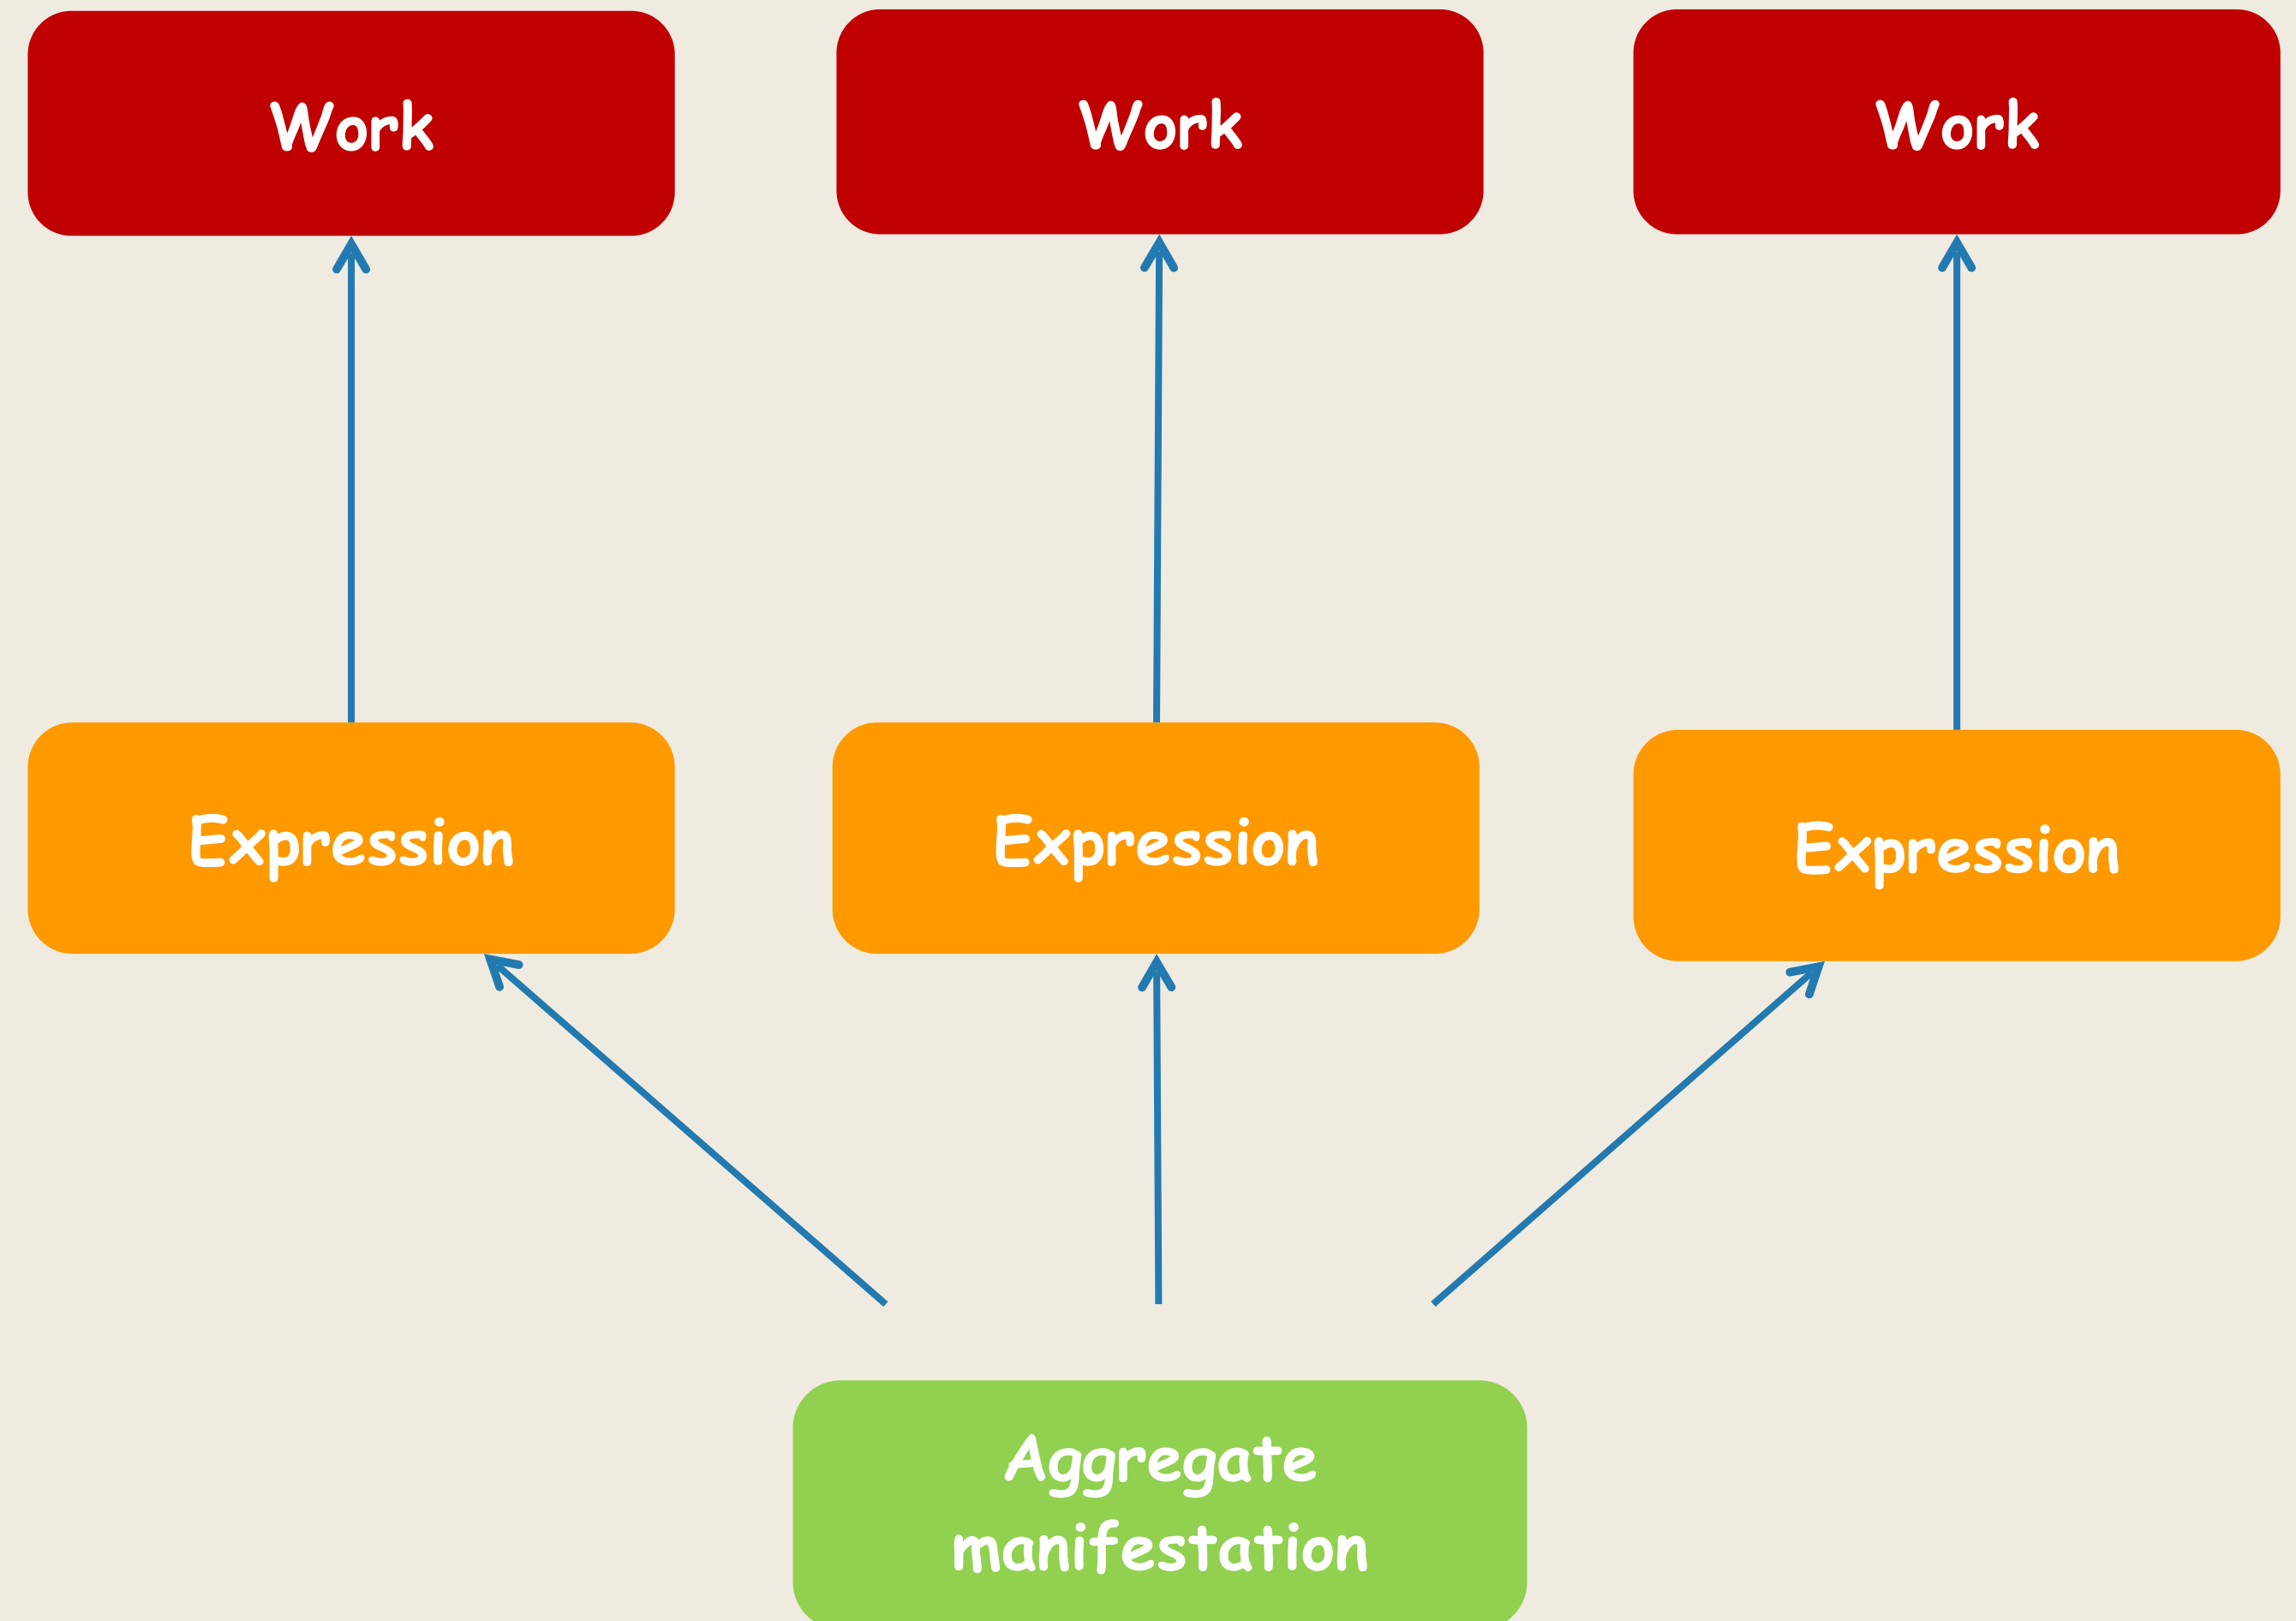 Work
Work
Work
Expression
Expression
Expression
Aggregate
manifestation